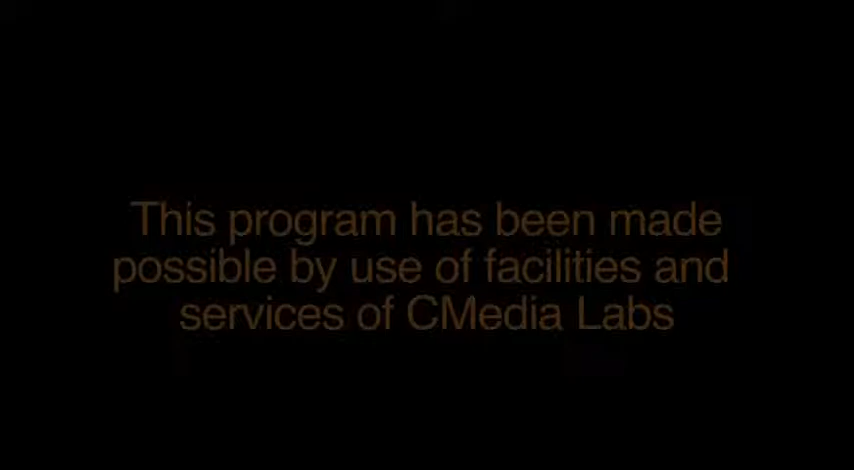 This program has been made
possible by use of facilities and
services of CMedia Labs